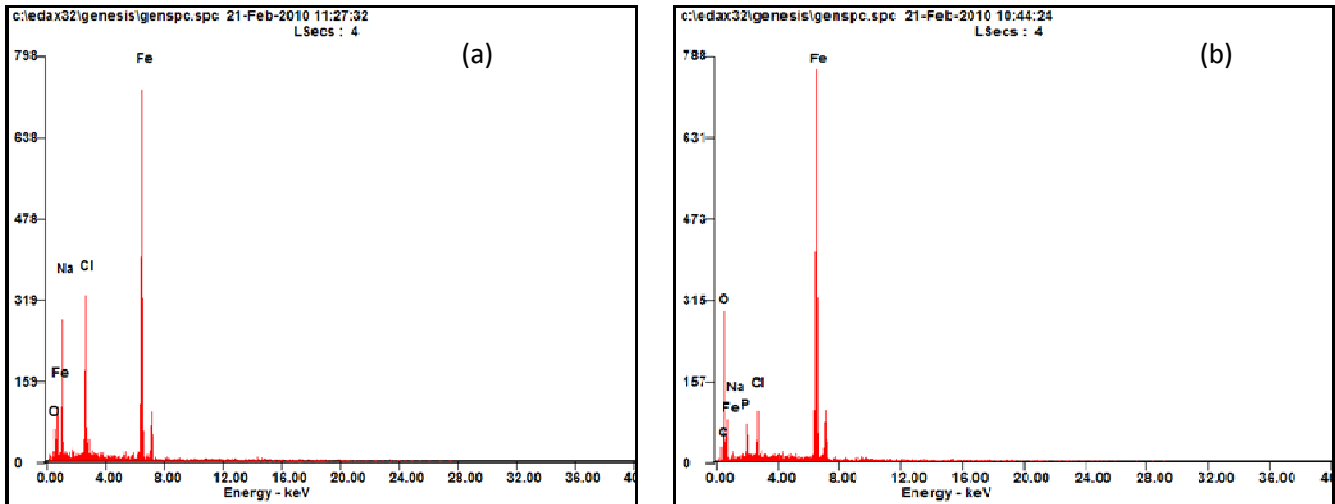 c:\edax32\genesis\genspc.spc 21-Feb-2010 11:27:32
LSecs : 4
(a)
798
638
478
319
159
0
Fe
Na Cl
Fe
O
0.00 4.00 8.00 12.00 16.00 20.00 24.00 28.00 32.00 36.00 40
Energy - keV
c:\edax32\genesis\genspc.spc 21-Feb-2010 10:44:24
LSecs : 4
(b)
788
631
473
315
157
0
Fe
O
Na Cl
Fe P
C
0.00 4.00 8.00 12.00 16.00 20.00 24.00 28.00 32.00 36.00 40
Energy - keV